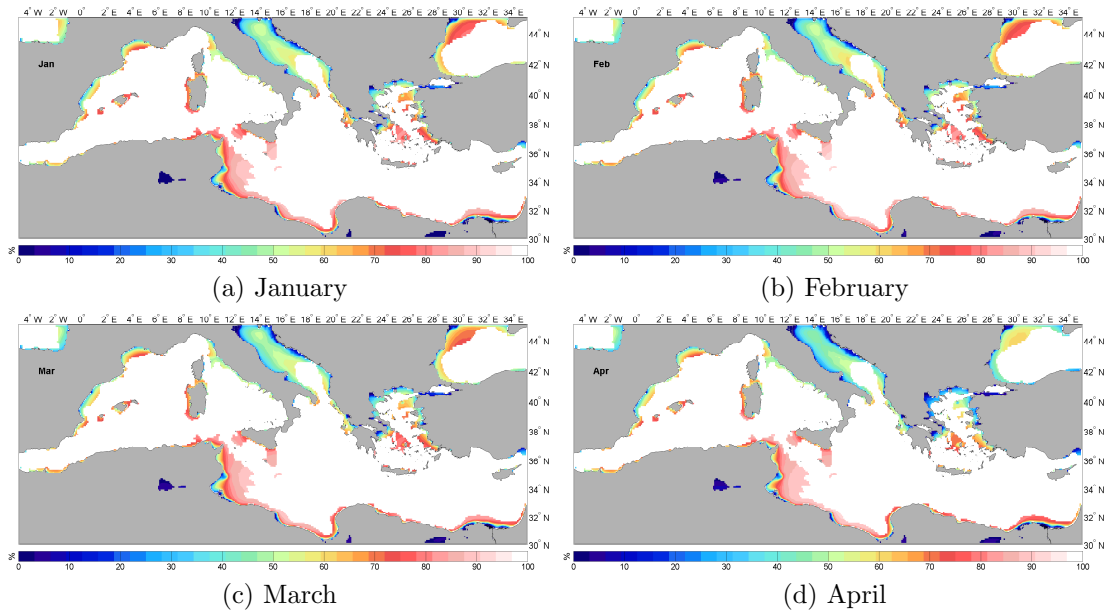 4° W 2° W 0° 2° E 4° E 6° E 8° E 10° E 12° E 14° E 16° E 18° E 20° E 22° E 24° E 26° E 28° E 30° E 32° E 34° E
44° N
Jan
42° N
40° N
38° N
36° N
34° N
32° N
30° N
%
0 10 20 30 40 50 60 70 80 90 100
(a) January
4° W 2° W 0° 2° E 4° E 6° E 8° E 10° E 12° E 14° E 16° E 18° E 20° E 22° E 24° E 26° E 28° E 30° E 32° E 34° E
44° N
Feb
42° N
40° N
38° N
36° N
34° N
32° N
30° N
%
0 10 20 30 40 50 60 70 80 90 100
(b) February
4° W 2° W 0° 2° E 4° E 6° E 8° E 10° E 12° E 14° E 16° E 18° E 20° E 22° E 24° E 26° E 28° E 30° E 32° E 34° E
44° N
Mar
42° N
40° N
38° N
36° N
34° N
32° N
30° N
%
0 10 20 30 40 50 60 70 80 90 100
(c) March
4° W 2° W 0° 2° E 4° E 6° E 8° E 10° E 12° E 14° E 16° E 18° E 20° E 22° E 24° E 26° E 28° E 30° E 32° E 34° E
44° N
Apr
42° N
40° N
38° N
36° N
34° N
32° N
30° N
%
0 10 20 30 40 50 60 70 80 90 100
(d) April